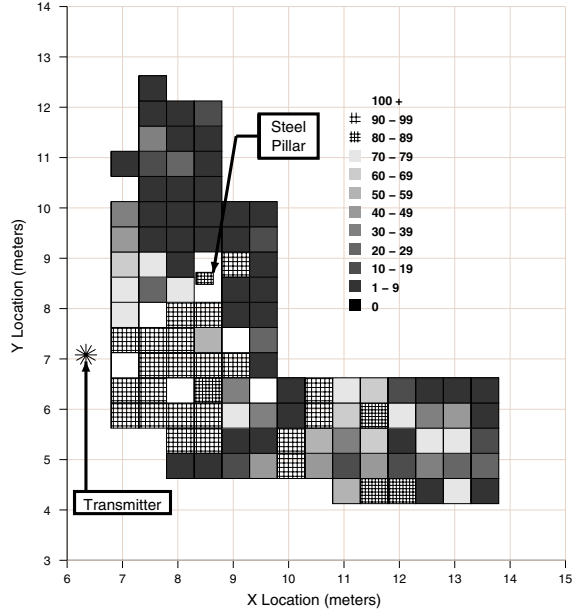 14
13
12
11
10
9
8
7
6
5
4
3
Y Location (meters)
Steel
Pillar
100 +
90 – 99
80 – 89
70 – 79
60 – 69
50 – 59
40 – 49
30 – 39
20 – 29
10 – 19
1 – 9
0
Transmitter
6 7 8 9 10 11 12 13 14 15
X Location (meters)